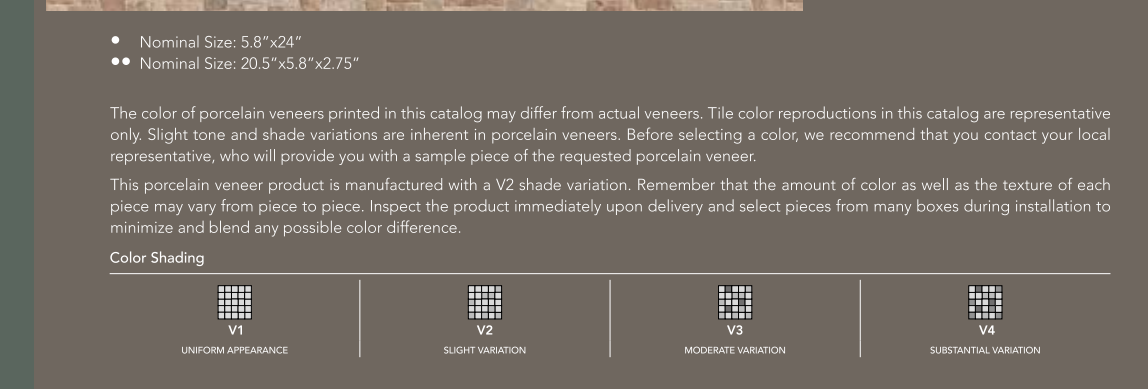 • Nominal Size: 5.8”x24”
•• Nominal Size: 20.5”x5.8”x2.75”
The color of porcelain veneers printed in this catalog may differ from actual veneers. Tile color reproductions in this catalog are representative
only. Slight tone and shade variations are inherent in porcelain veneers. Before selecting a color, we recommend that you contact your local
representative, who will provide you with a sample piece of the requested porcelain veneer.
This porcelain veneer product is manufactured with a V2 shade variation. Remember that the amount of color as well as the texture of each
piece may vary from piece to piece. Inspect the product immediately upon delivery and select pieces from many boxes during installation to
minimize and blend any possible color difference.
Color Shading
V1 V2 V3 V4
UNIFORM APPEARANCE SLIGHT VARIATION MODERATE VARIATION SUBSTANTIAL VARIATION